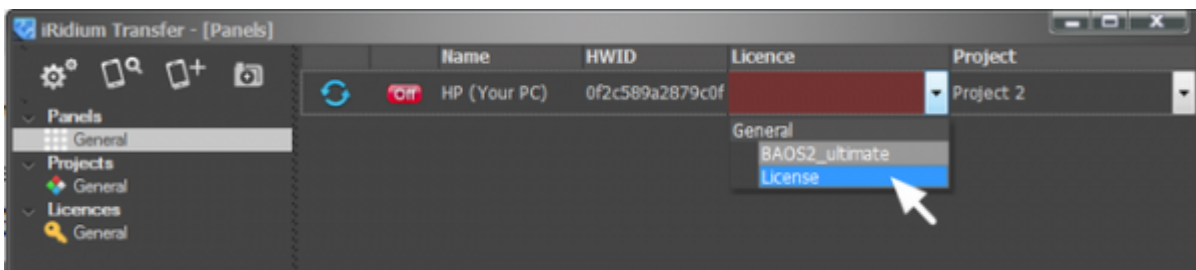 iRidium Transfer - [Panels]
Name HWID Licence Project
Off HP (Your PC) 0f2c589a2879c0f Project 2
Panels
General
Projects
General
Licences
General
General
BAOS2_ultimate
License